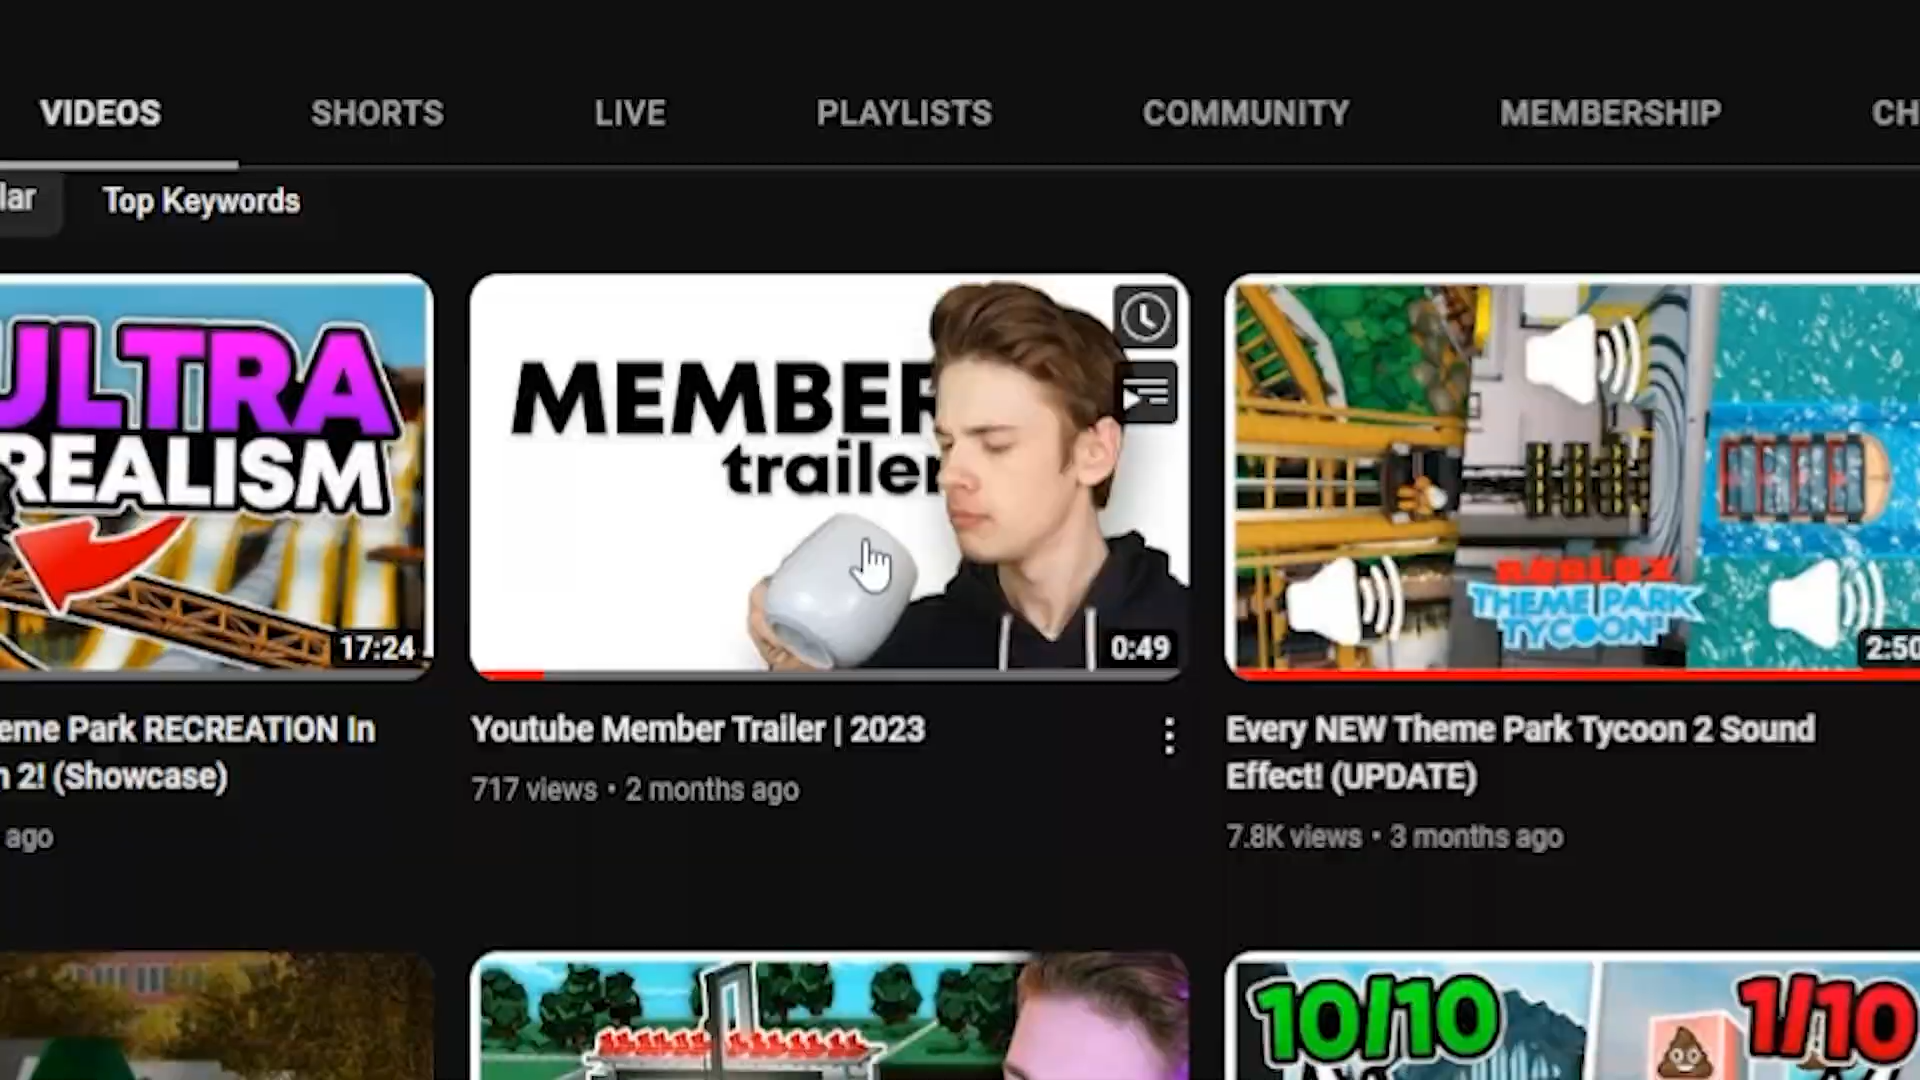 VIDEOS SHORTS LIVE PLAYLISTS COMMUNITY MEMBERSHIP CH
lar Top Keywords
ULTRA
REALISM
17:24
MEMBER
trailer
0:49
ROBLOX
THEME PARK
TYCOON
2:50
eme Park RECREATION In
n 2! (Showcase)
ago
Youtube Member Trailer | 2023
717 views • 2 months ago
Every NEW Theme Park Tycoon 2 Sound
Effect! (UPDATE)
7.8K views • 3 months ago
10/10
1/10